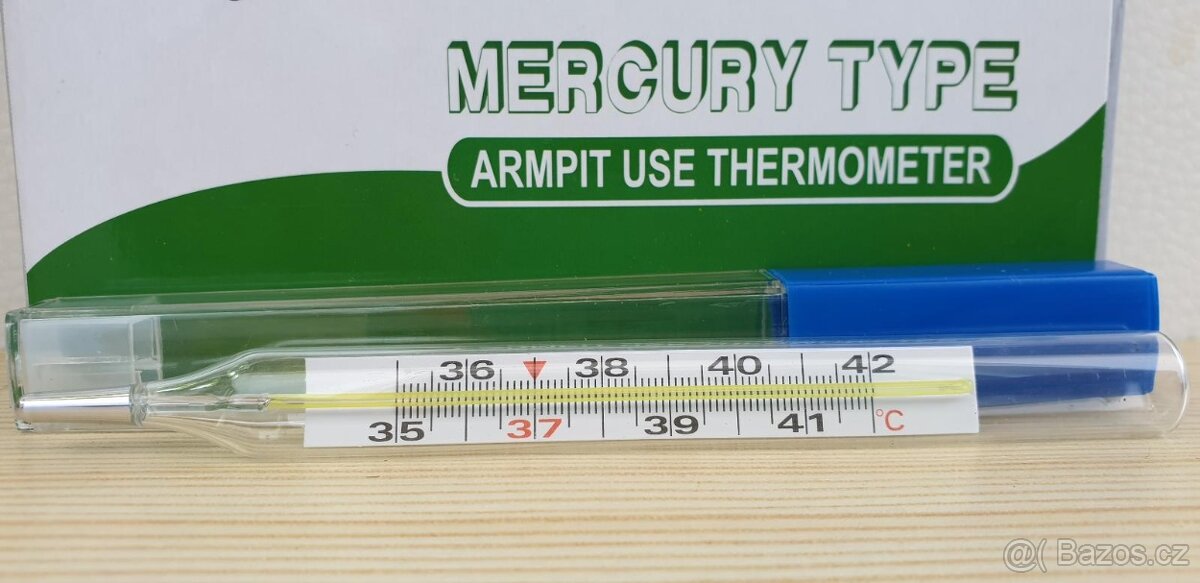 MERCURY TYPE
ARMPIT USE THERMOMETER
36 38 40 42
35 37 39 41 °C
@( Bazos.cz